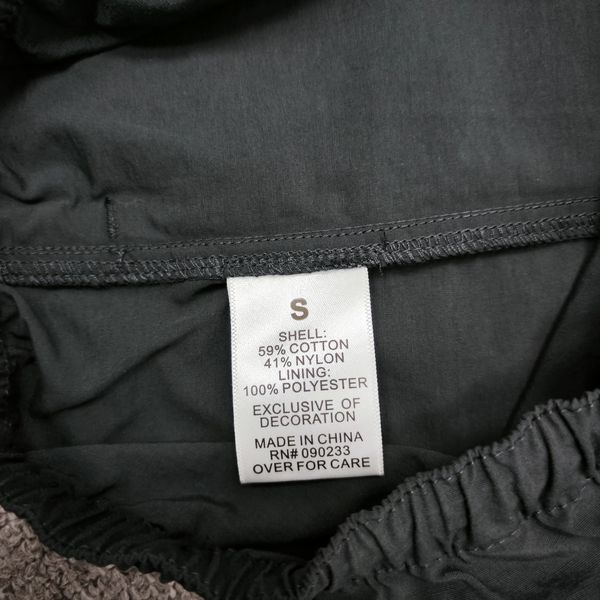 S
SHELL:
59% COTTON
41% NYLON
LINING:
100% POLYESTER
EXCLUSIVE OF
DECORATION
MADE IN CHINA
RN# 090233
OVER FOR CARE